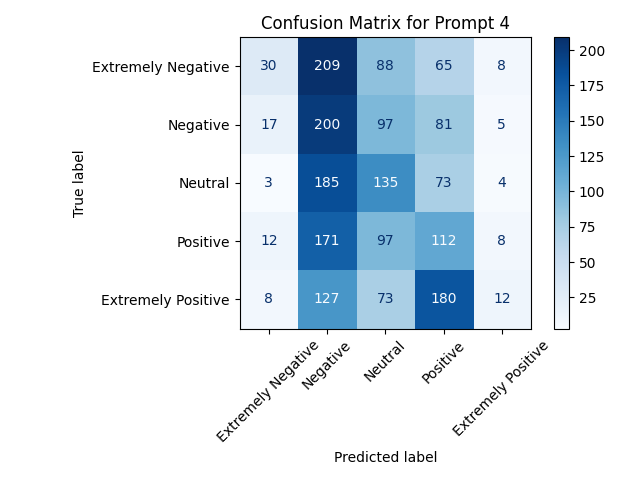 Confusion Matrix for Prompt 4
True label
Extremely Negative 30 209 88 65 8
Negative 17 200 97 81 5
Neutral 3 185 135 73 4
Positive 12 171 97 112 8
Extremely Positive 8 127 73 180 12
Extremely Negative
Negative
Neutral
Positive
Extremely Positive
Predicted label
200
175
150
125
100
75
50
25